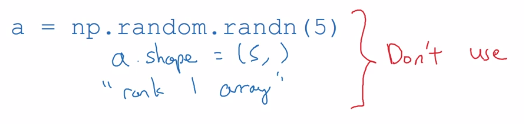 a = np.random.randn(5)
a.shape = (5,)
"rank 1 array"
Don't use